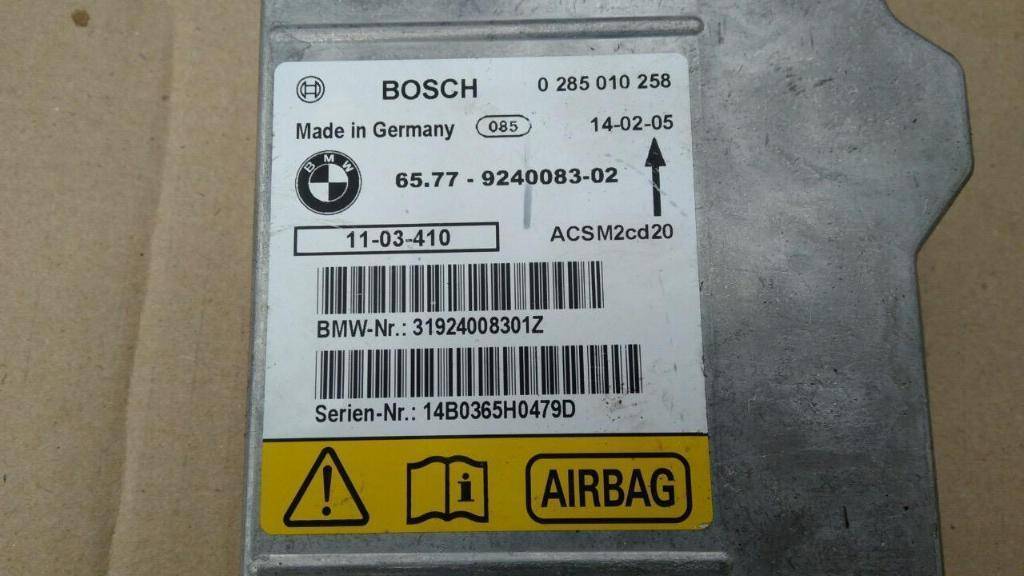 BOSCH 0 285 010 258
Made in Germany 085 14-02-05
BMW 65.77 - 9240083-02
11-03-410 ACSM2cd20
BMW-Nr.: 31924008301Z
Serien-Nr.: 14B0365H0479D
i AIRBAG